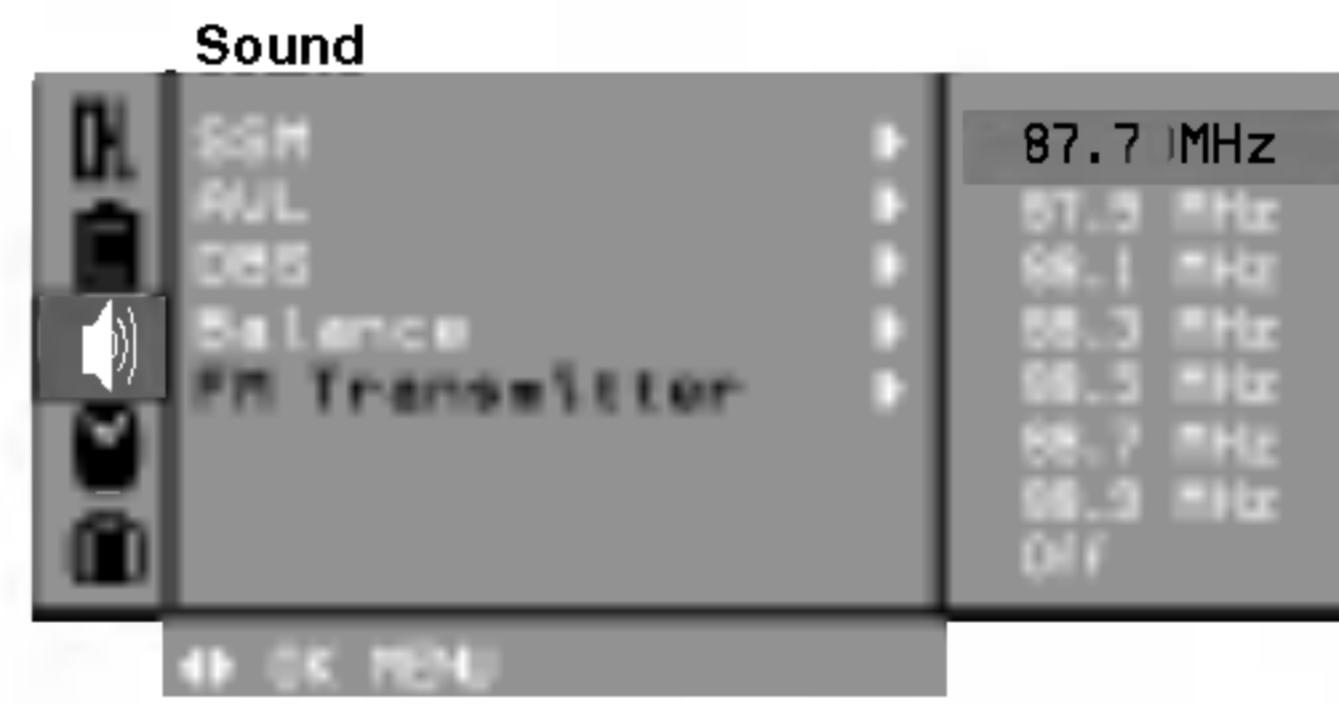 Sound
SSM
AVL
DBS
Balance
FM Transmitter
87.7 MHz
87.9 MHz
88.1 MHz
88.3 MHz
88.5 MHz
88.7 MHz
88.9 MHz
Off
OK MENU